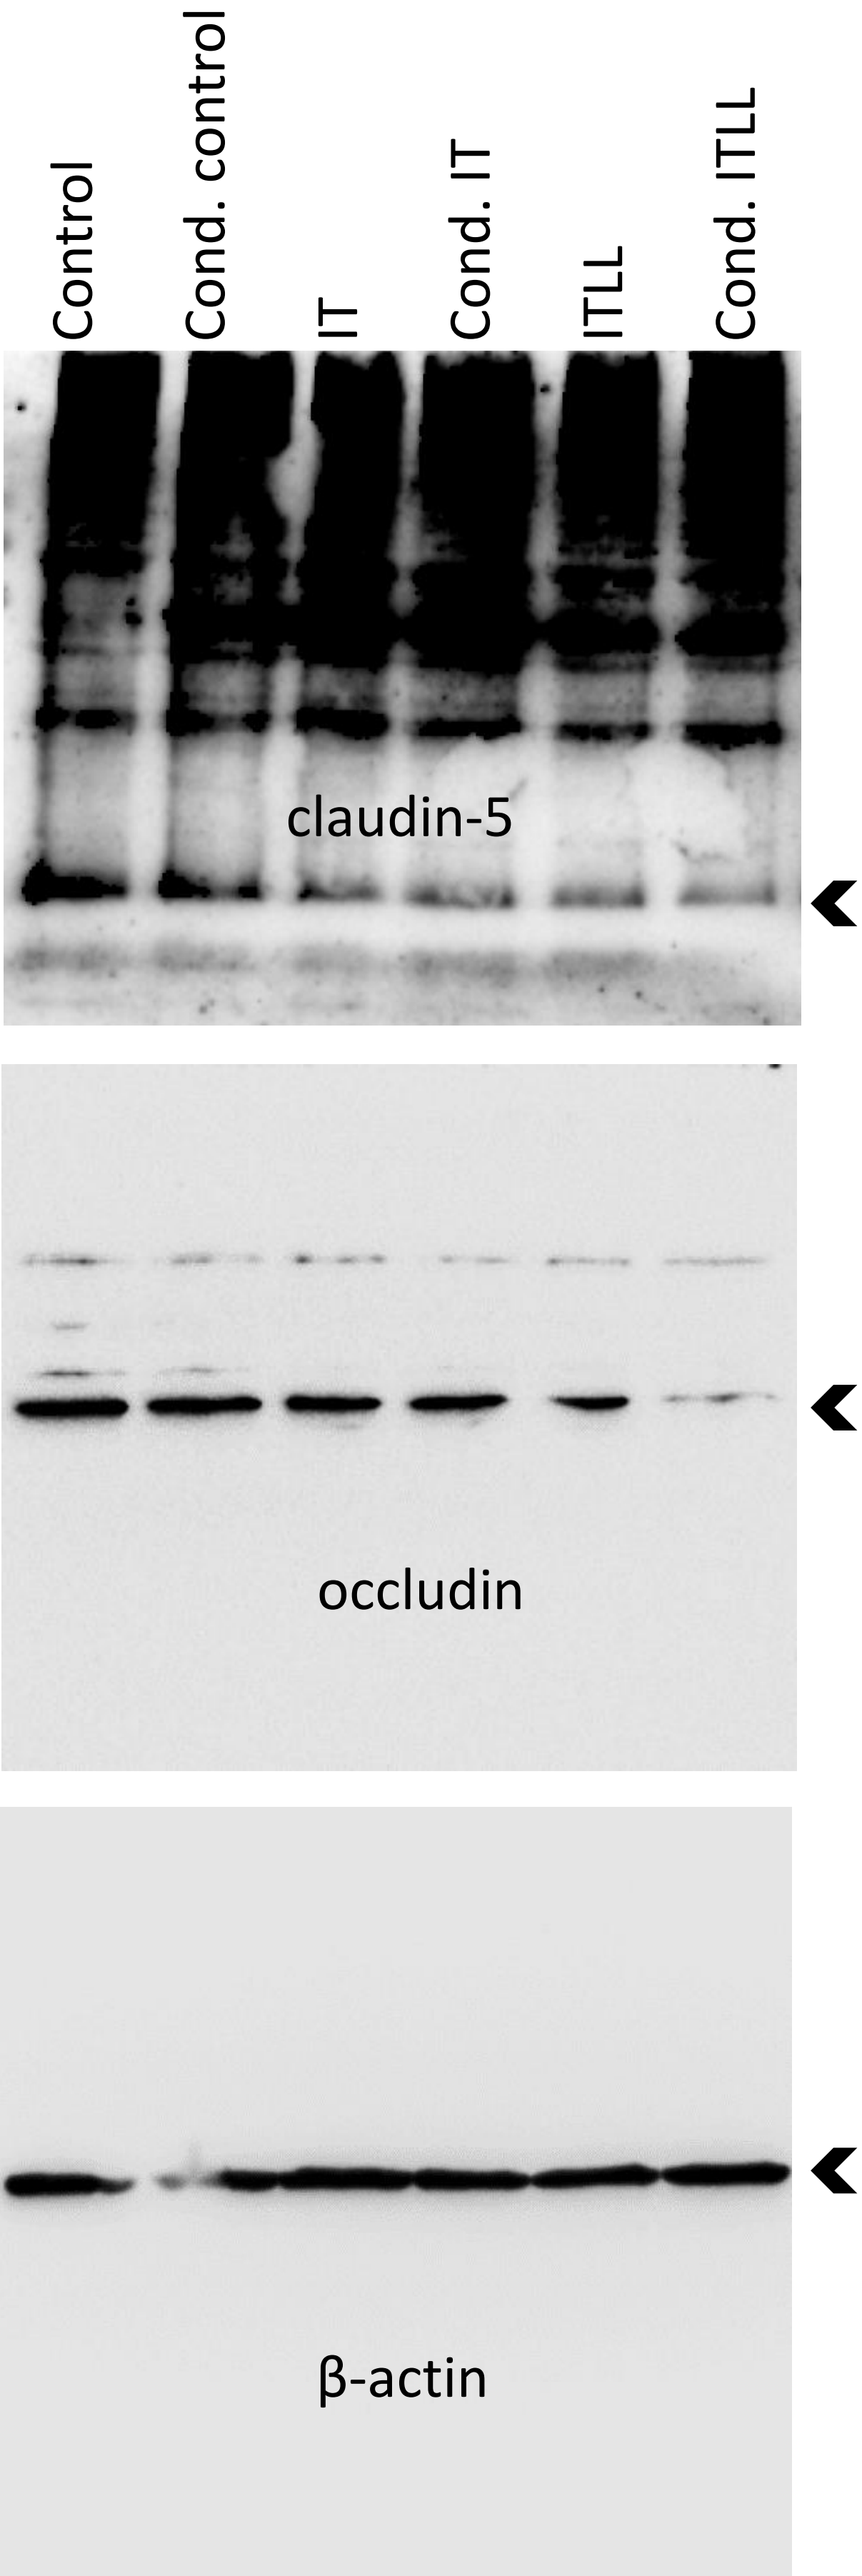 Control
Cond. control
IT
Cond. IT
ITLL
Cond. ITLL
claudin-5
occludin
β-actin